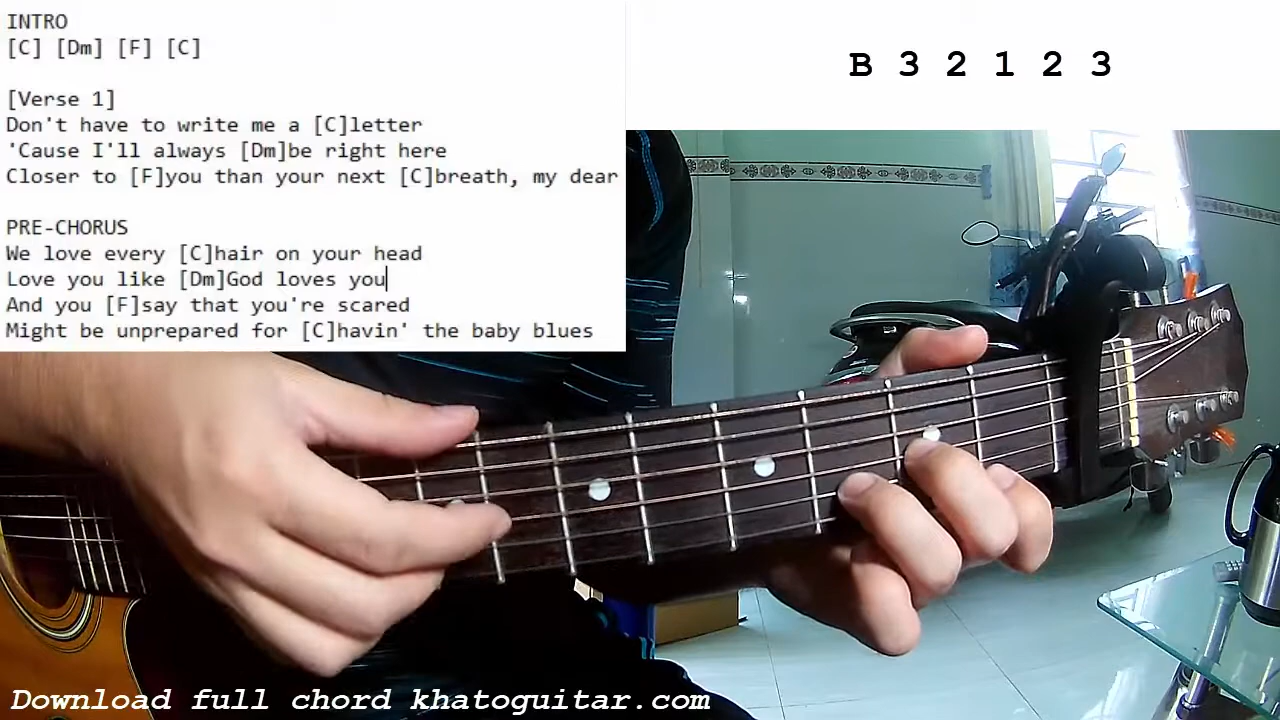 INTRO
[C] [Dm] [F] [C]
[Verse 1]
Don't have to write me a [C]letter
'Cause I'll always [Dm]be right here
Closer to [F]you than your next [C]breath, my dear
PRE-CHORUS
We love every [C]hair on your head
Love you like [Dm]God loves you
And you [F]say that you're scared
Might be unprepared for [C]havin' the baby blues
B 3 2 1 2 3
Download full chord khatoguitar.com